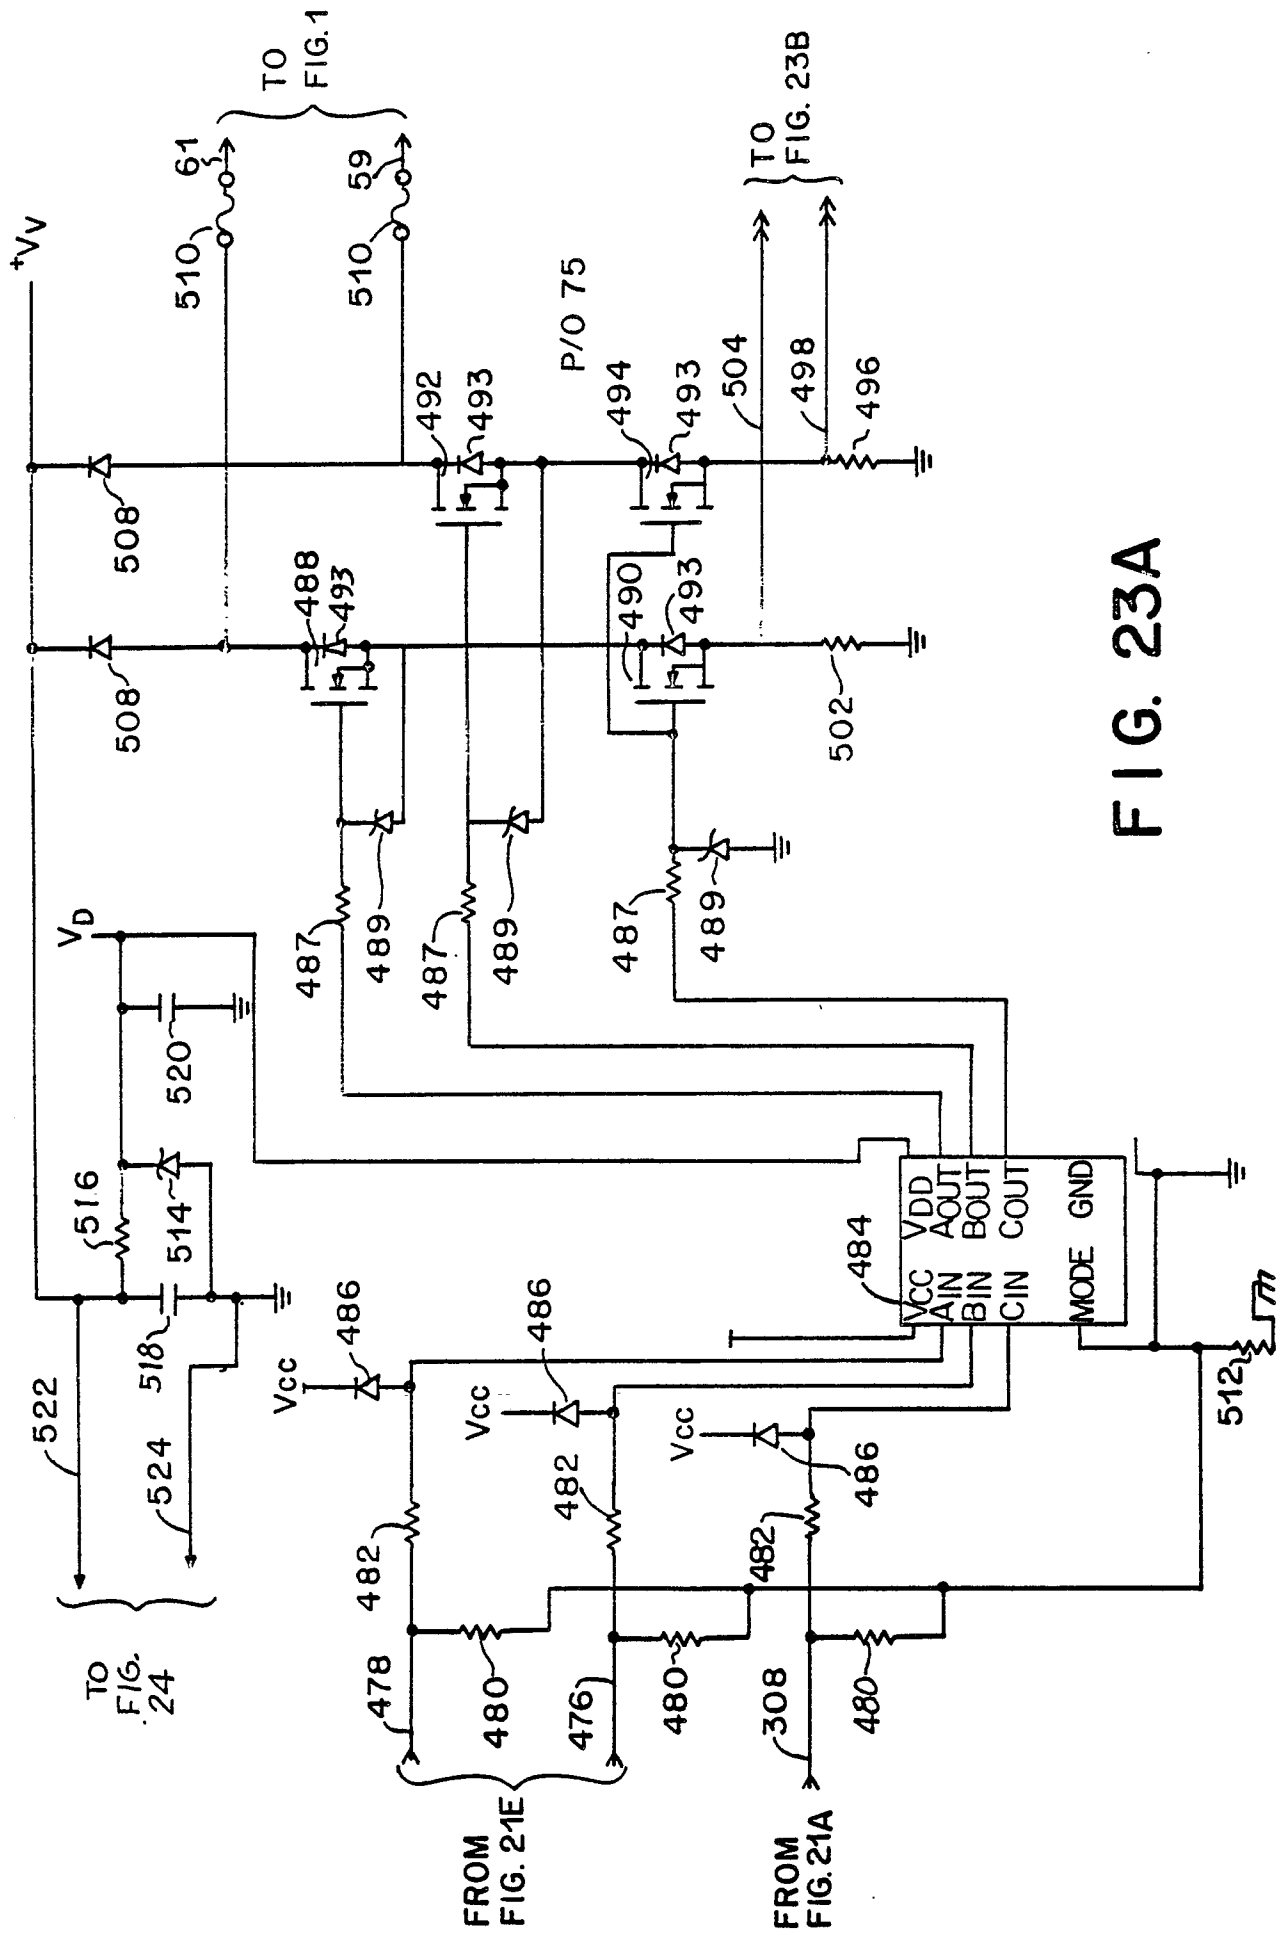 +VV
TO
FIG. 1
61
510
59
510
508
508
492
493
488
493
P/O 75
494
493
490
493
504
498
496
502
TO
FIG. 23B
VD
520
516
514
518
522
524
TO
FIG.
24
487
489
487
489
487
489
VCC
486
VCC
486
VCC
486
484
VCC
VDD
AIN
AOUT
BIN
BOUT
CIN
COUT
MODE
GND
512
482
482
482
478
480
476
480
308
480
FROM
FIG. 21E
FROM
FIG. 21A
FIG. 23A